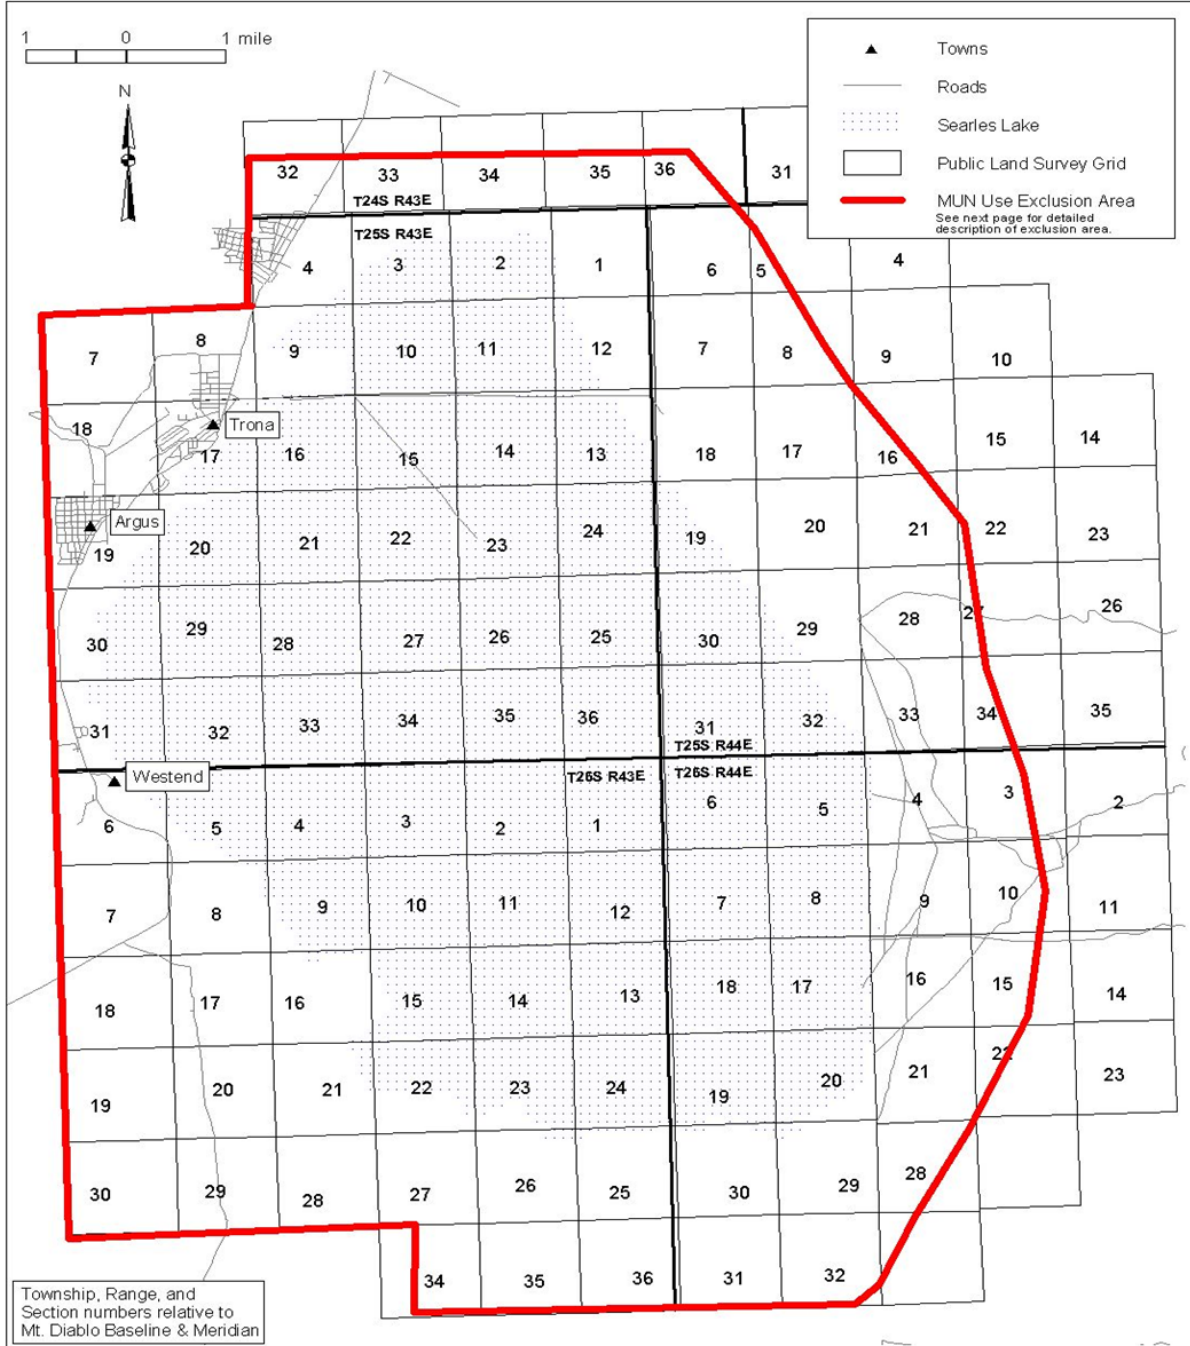 1 0 1 mile
N
Towns
Roads
Searles Lake
Public Land Survey Grid
MUN Use Exclusion Area
See next page for detailed
description of exclusion area.
32 33 34 35 36 31
T24S R43E
T25S R43E
4 3 2 1 6 5 4
7 8 9 10 11 12 7 8 9 10
18 17 16 15 14 13 18 17 16 15 14
Trona
Argus
19 20 21 22 23 24 19 20 21 22 23
30 29 28 27 26 25 30 29 28 27 26
31 32 33 34 35 36 31 32 33 34 35
T25S R44E
Westend
T26S R43E T26S R44E
6 5 4 3 2 1 6 5 4 3 2
7 8 9 10 11 12 7 8 9 10 11
18 17 16 15 14 13 18 17 16 15 14
19 20 21 22 23 24 19 20 21 22 23
30 29 28 27 26 25 30 29 28
34 35 36 31 32
Township, Range, and
Section numbers relative to
Mt. Diablo Baseline & Meridian